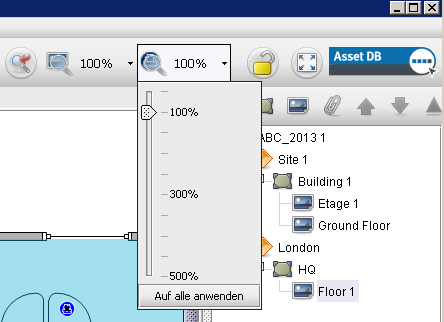 100%
100%
Asset DB
100%
300%
500%
Auf alle anwenden
ABC_2013 1
Site 1
Building 1
Etage 1
Ground Floor
London
HQ
Floor 1